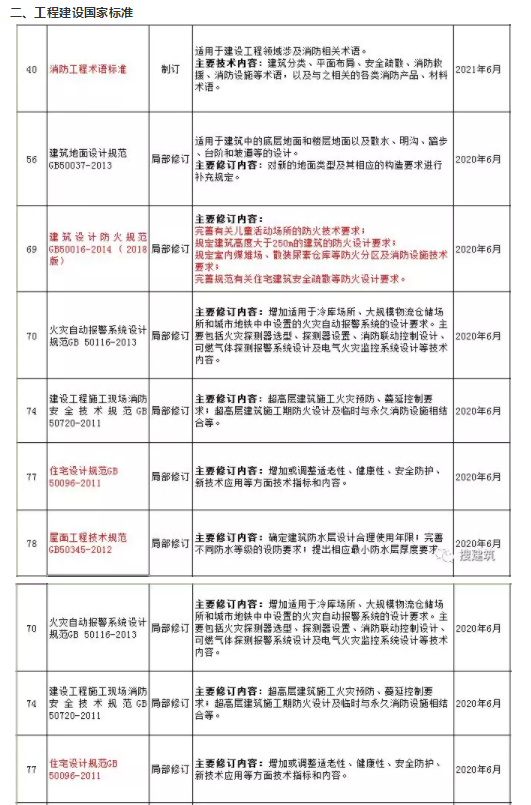 二、工程建设国家标准
40
消防工程术语标准
制订
适用于建设工程领域涉及消防相关术语。
主要技术内容：建筑分类、平面布局、安全疏散、消防救
援、消防设施等术语，以及与之相关的各类消防产品、材料
术语。
2021年6月
56
建筑地面设计规范
GB50037-2013
局部修订
适用于建筑中的底层地面和楼层地面以及散水、明沟、踏步
、台阶和坡道等的设计。
主要修订内容：对新的地面类型及其相应的构造要求进行
补充规定。
2020年6月
69
建筑设计防火规范
GB50016-2014（2018
版）
局部修订
主要修订内容：
完善有关儿童活动场所的防火技术要求；
规定建筑高度大于250m的建筑的防火设计要求；
规定室内煤堆场、散装尿素仓库等防火分区及消防设施技术
要求；
完善规范有关住宅建筑安全疏散等防火设计要求。
2020年6月
70
火灾自动报警系统设计
规范GB 50116-2013
局部修订
主要修订内容：增加适用于冷库场所、大规模物流仓储场
所和城市地铁中中设置的火灾自动报警系统的设计要求。主
要包括火灾探测器选型、探测器设置、消防联动控制设计、
可燃气体探测报警系统设计及电气火灾监控系统设计等技术
内容。
2020年6月
74
建设工程施工现场消防
安全技术规范GB
50720-2011
局部修订
主要修订内容：超高层建筑施工火灾预防、蔓延控制要
求；超高层建筑施工期防火设计及临时与永久消防设施相结
合等。
2020年6月
77
住宅设计规范GB
50096-2011
局部修订
主要修订内容：增加或调整适老性、健康性、安全防护、
新技术应用等方面技术指标和内容。
2020年6月
78
屋面工程技术规范
GB50345-2012
局部修订
主要修订内容：确定建筑防水层设计合理使用年限；完善
不同防水等级的设防要求；提出相应最小防水层厚度要求
2020年6月
搜建筑
70
火灾自动报警系统设计
规范GB 50116-2013
局部修订
主要修订内容：增加适用于冷库场所、大规模物流仓储场
所和城市地铁中中设置的火灾自动报警系统的设计要求。主
要包括火灾探测器选型、探测器设置、消防联动控制设计、
可燃气体探测报警系统设计及电气火灾监控系统设计等技术
内容。
2020年6月
74
建设工程施工现场消防
安全技术规范GB
50720-2011
局部修订
主要修订内容：超高层建筑施工火灾预防、蔓延控制要
求；超高层建筑施工期防火设计及临时与永久消防设施相结
合等。
2020年6月
77
住宅设计规范GB
50096-2011
局部修订
主要修订内容：增加或调整适老性、健康性、安全防护、
新技术应用等方面技术指标和内容。
2020年6月